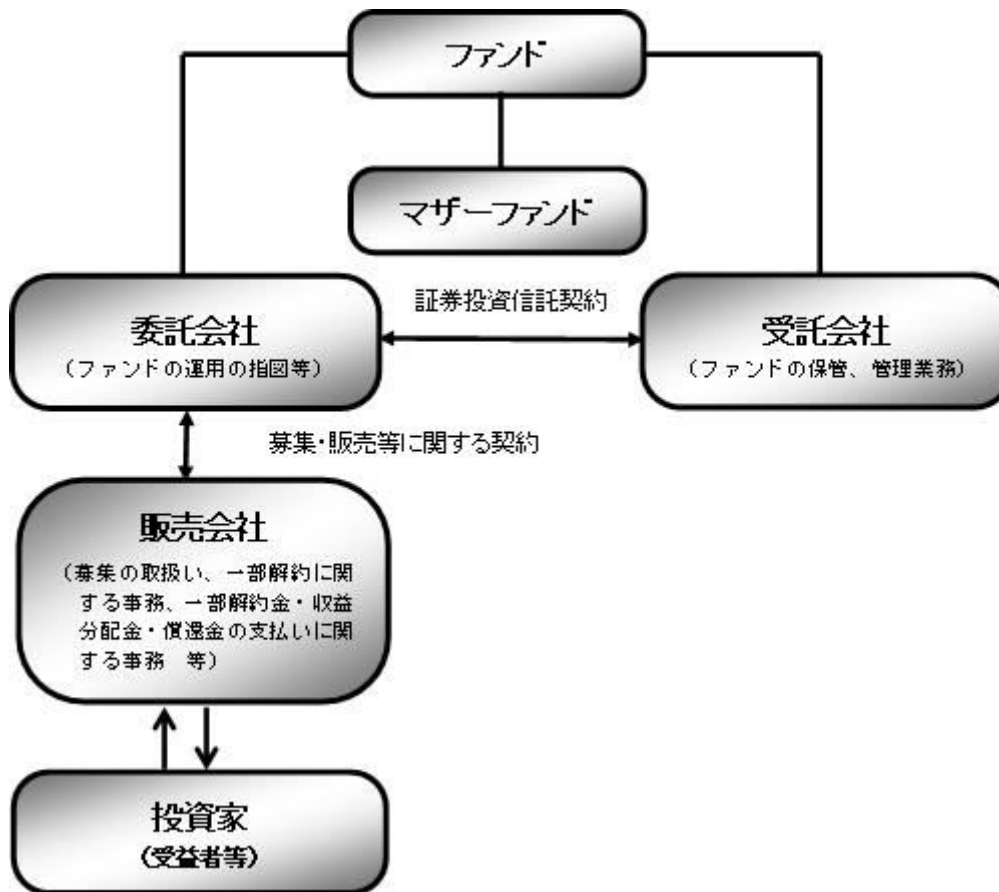 ファンド
マザーファンド
証券投資信託契約
委託会社
（ファンドの運用の指図等）
受託会社
（ファンドの保管、管理業務）
募集・販売等に関する契約
販売会社
（募集の取扱い、一部解約に関
する事務、一部解約金・収益
分配金・償還金の支払いに関
する事務　等）
投資家
（受益者等）